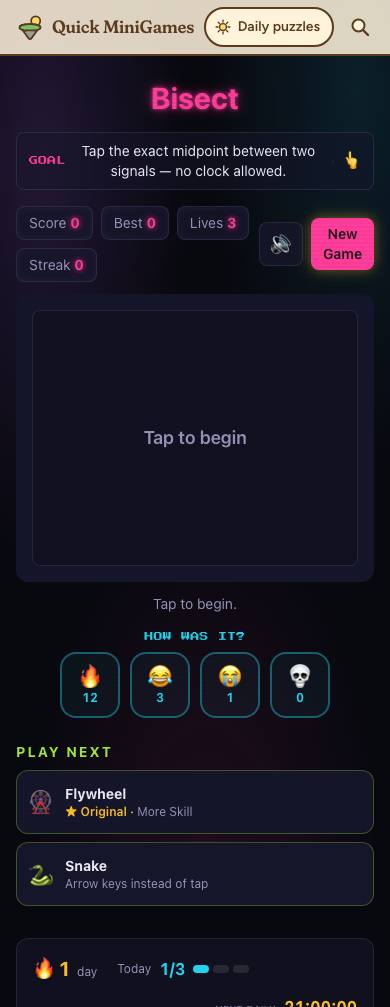 Quick MiniGames
Daily puzzles
Bisect
GOAL
Tap the exact midpoint between two
signals — no clock allowed.
Score 0
Best 0
Lives 3
Streak 0
New
Game
Tap to begin
Tap to begin.
HOW WAS IT?
12
3
1
0
PLAY NEXT
Flywheel
Original · More Skill
Snake
Arrow keys instead of tap
1 day
Today 1/3
21:00:00